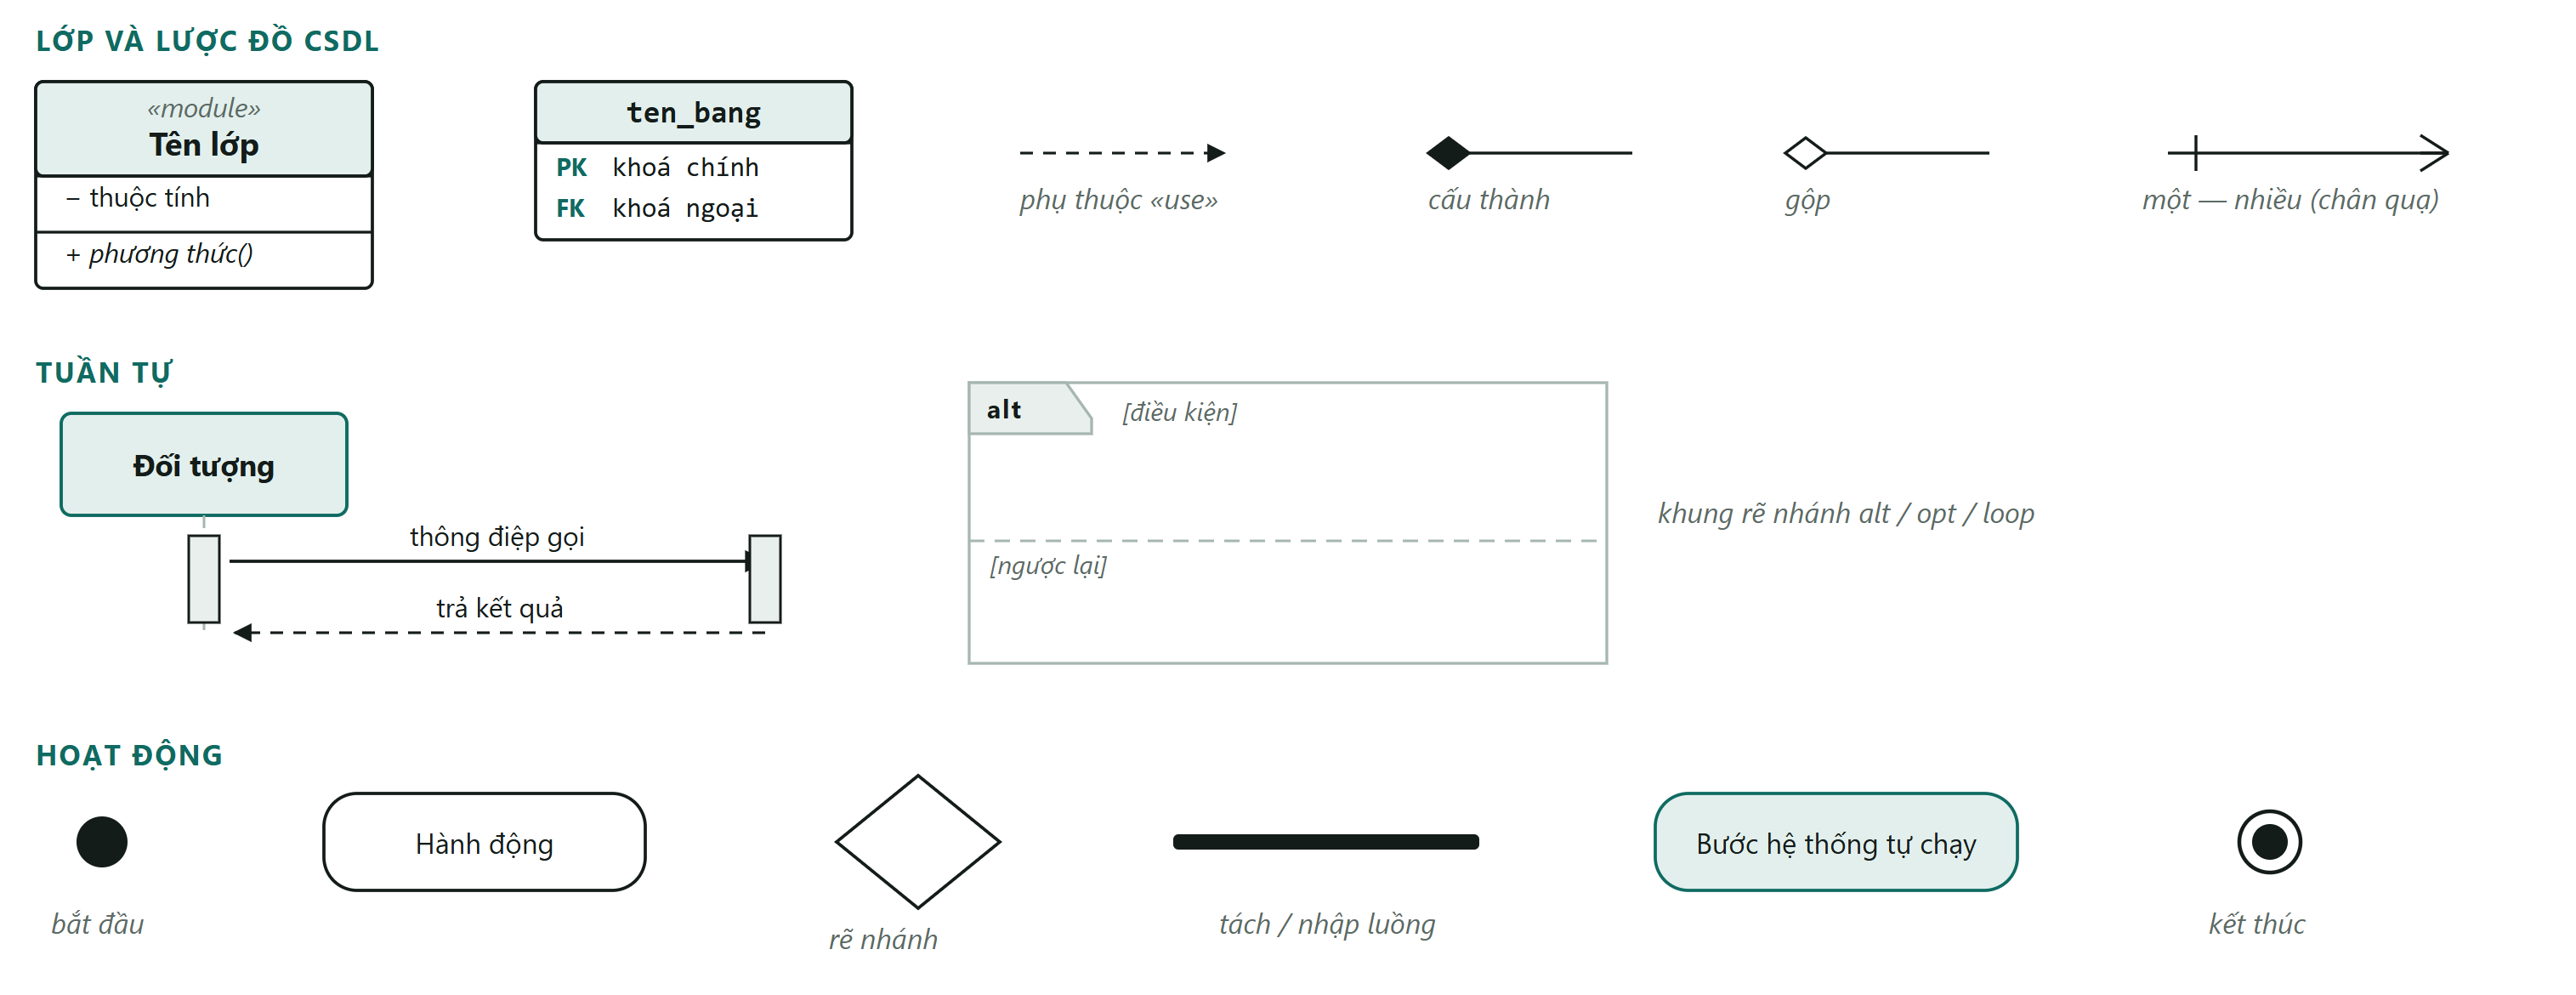 LỚP VÀ LƯỢC ĐỒ CSDL
«module»
Tên lớp
− thuộc tính
+ phương thức()
ten_bang
PK khoá chính
FK khoá ngoại
phụ thuộc «use»
cấu thành
gộp
một — nhiều (chân quạ)
TUẦN TỰ
Đối tượng
thông điệp gọi
trả kết quả
alt
[điều kiện]
[ngược lại]
khung rẽ nhánh alt / opt / loop
HOẠT ĐỘNG
bắt đầu
Hành động
rẽ nhánh
tách / nhập luồng
Bước hệ thống tự chạy
kết thúc